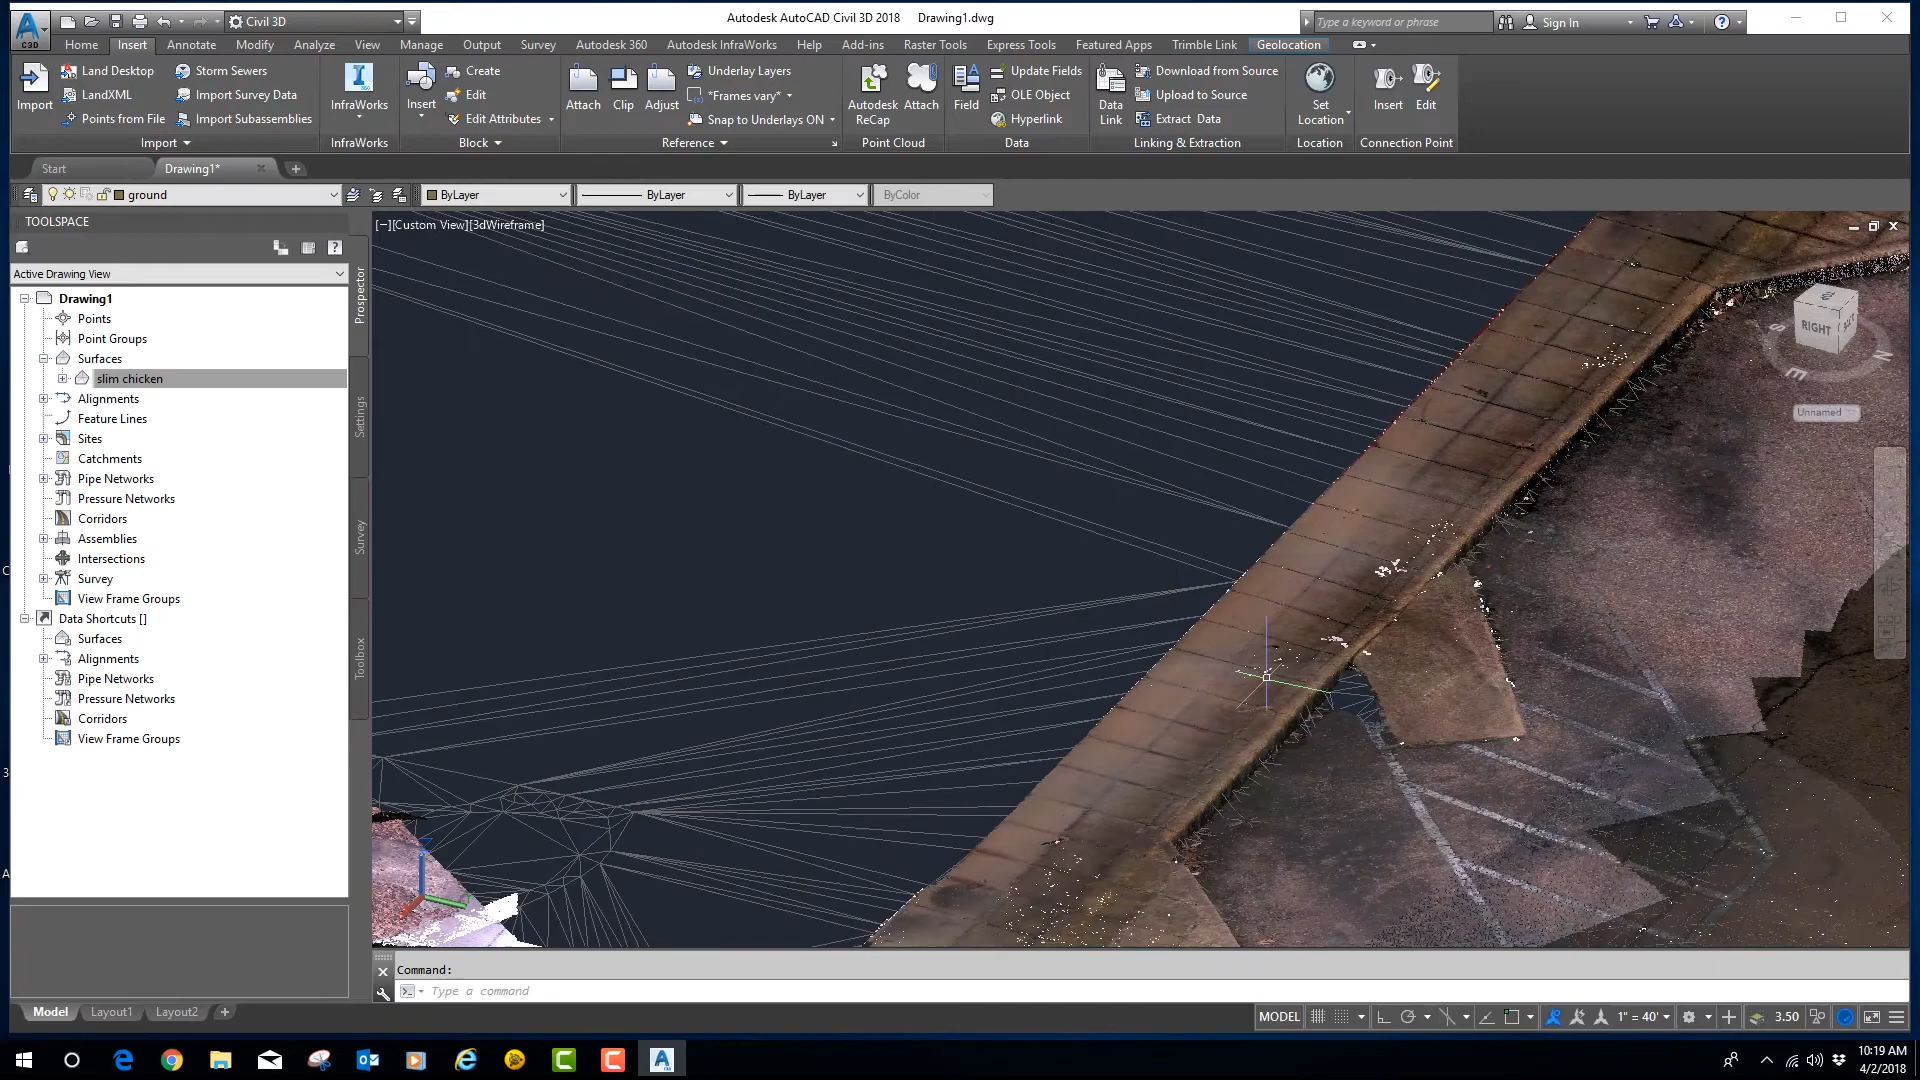 Civil 3D
Autodesk AutoCAD Civil 3D 2018 Drawing1.dwg
Type a keyword or phrase
Sign In
C3D
Home Insert Annotate Modify Analyze View Manage Output Survey Autodesk 360 Autodesk InfraWorks Help Add-ins Raster Tools Express Tools Featured Apps Trimble Link Geolocation
Land Desktop
LandXML
Points from File
Storm Sewers
Import Survey Data
Import Subassemblies
Import
InfraWorks
Insert
Create
Edit
Edit Attributes
Attach
Clip
Adjust
Underlay Layers
*Frames vary*
Snap to Underlays ON
Autodesk
ReCap
Attach
Field
Update Fields
OLE Object
Hyperlink
Data
Link
Download from Source
Upload to Source
Extract Data
Set
Location
Insert
Edit
Import InfraWorks Block Reference Point Cloud Data Linking & Extraction Location Connection Point
Start Drawing1*
ground ByLayer ByLayer ByLayer ByColor
TOOLSPACE
[−][Custom View][3dWireframe]
Active Drawing View
Drawing1
Points
Point Groups
Surfaces
slim chicken
Alignments
Feature Lines
Sites
Catchments
Pipe Networks
Pressure Networks
Corridors
Assemblies
Intersections
Survey
View Frame Groups
Data Shortcuts []
Surfaces
Alignments
Pipe Networks
Pressure Networks
Corridors
View Frame Groups
Prospector
Settings
Survey
Toolbox
RIGHT
S
N
E
Unnamed
Command:
Type a command
Model Layout1 Layout2
MODEL
1" = 40'
3.50
10:19 AM
4/2/2018